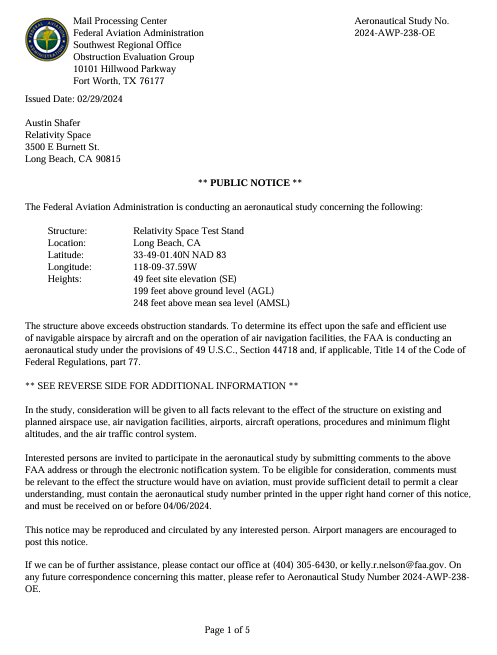 Mail Processing Center
Federal Aviation Administration
Southwest Regional Office
Obstruction Evaluation Group
10101 Hillwood Parkway
Fort Worth, TX 76177
Aeronautical Study No.
2024-AWP-238-OE
Issued Date: 02/29/2024
Austin Shafer
Relativity Space
3500 E Burnett St.
Long Beach, CA 90815
** PUBLIC NOTICE **
The Federal Aviation Administration is conducting an aeronautical study concerning the following:
Structure: Relativity Space Test Stand
Location: Long Beach, CA
Latitude: 33-49-01.40N NAD 83
Longitude: 118-09-37.59W
Heights: 49 feet site elevation (SE)
199 feet above ground level (AGL)
248 feet above mean sea level (AMSL)
The structure above exceeds obstruction standards. To determine its effect upon the safe and efficient use
of navigable airspace by aircraft and on the operation of air navigation facilities, the FAA is conducting an
aeronautical study under the provisions of 49 U.S.C., Section 44718 and, if applicable, Title 14 of the Code of
Federal Regulations, part 77.
** SEE REVERSE SIDE FOR ADDITIONAL INFORMATION **
In the study, consideration will be given to all facts relevant to the effect of the structure on existing and
planned airspace use, air navigation facilities, airports, aircraft operations, procedures and minimum flight
altitudes, and the air traffic control system.
Interested persons are invited to participate in the aeronautical study by submitting comments to the above
FAA address or through the electronic notification system. To be eligible for consideration, comments must
be relevant to the effect the structure would have on aviation, must provide sufficient detail to permit a clear
understanding, must contain the aeronautical study number printed in the upper right hand corner of this notice,
and must be received on or before 04/06/2024.
This notice may be reproduced and circulated by any interested person. Airport managers are encouraged to
post this notice.
If we can be of further assistance, please contact our office at (404) 305-6430, or kelly.r.nelson@faa.gov. On
any future correspondence concerning this matter, please refer to Aeronautical Study Number 2024-AWP-238-
OE.
Page 1 of 5